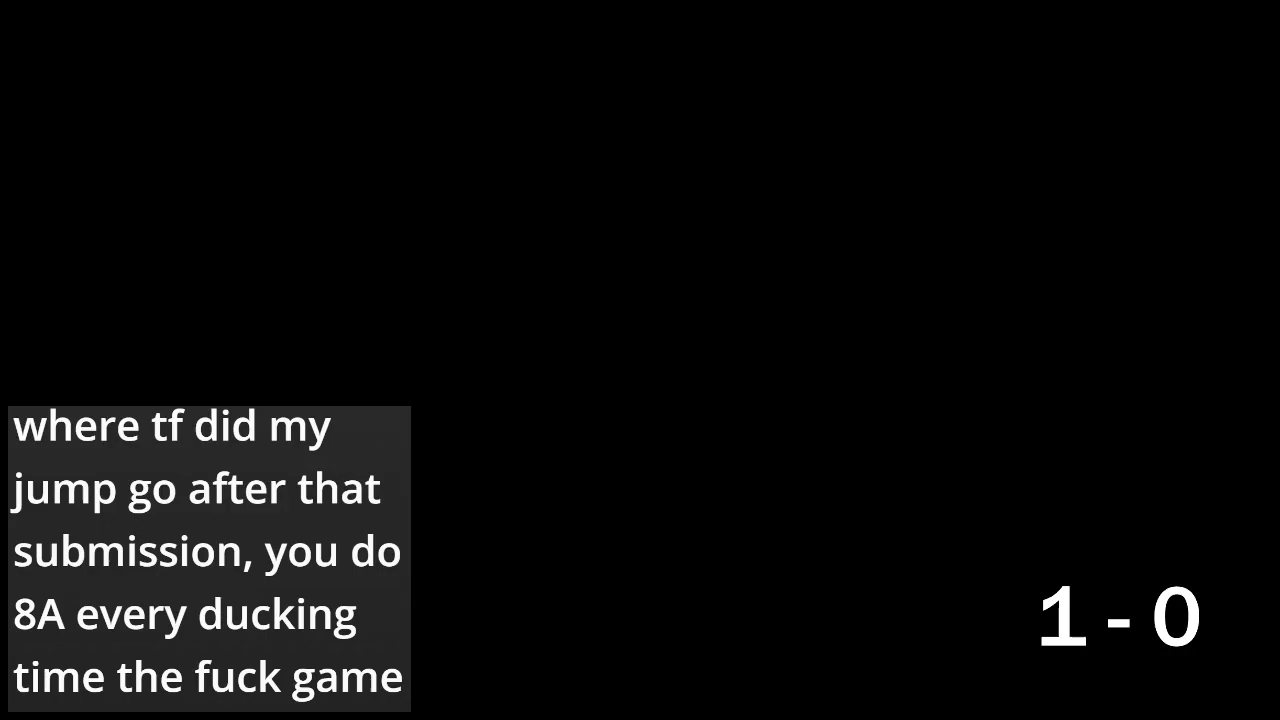 where tf did my
jump go after that
submission, you do
8A every ducking
time the fuck game
1 - 0